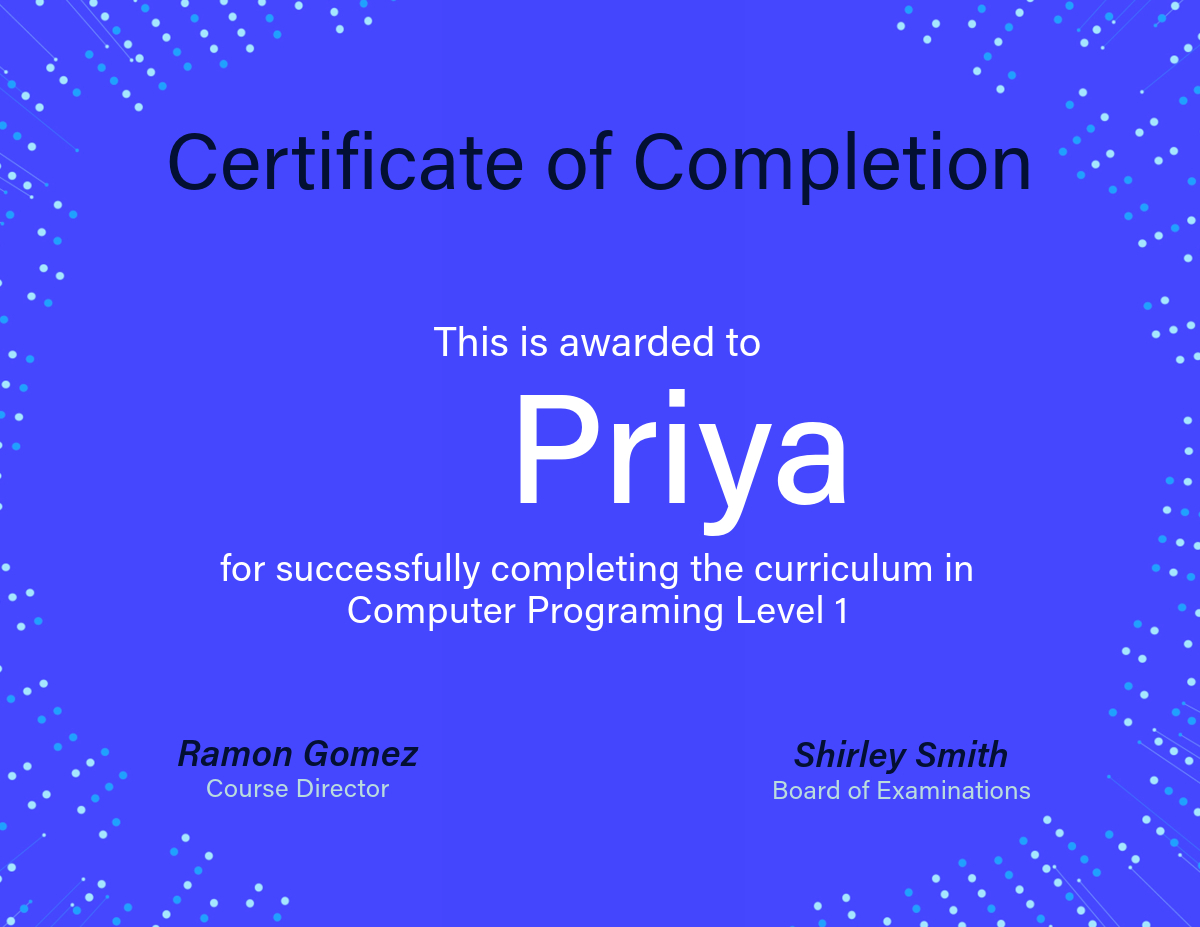 Certificate of Completion
This is awarded to
Priya
for successfully completing the curriculum in
Computer Programing Level 1
Ramon Gomez
Course Director
Shirley Smith
Board of Examinations